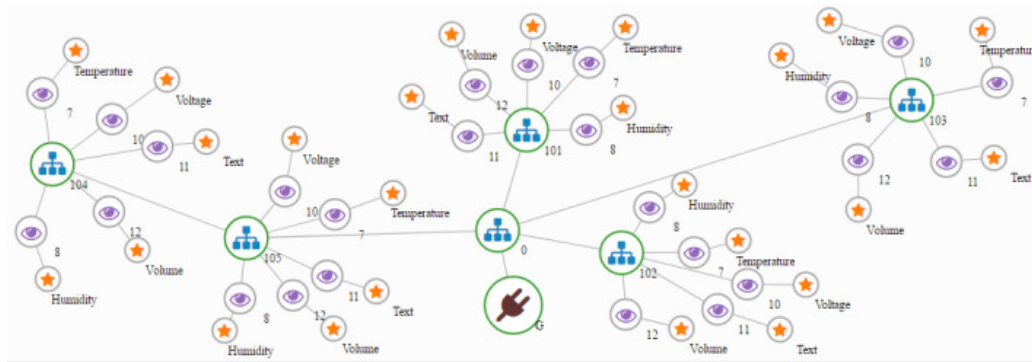 Temperature
7
Voltage
10
11
Text
104
8
Humidity
12
Volume
Voltage
10
Temperature
7
105
11
Text
12
Volume
8
Humidity
Volume
12
Voltage
10
Temperature
7
Text
11
101
8
Humidity
0
G
Humidity
8
102
Temperature
7
10
Voltage
11
Text
12
Volume
Voltage
10
Temperature
7
Humidity
8
103
12
Volume
11
Text